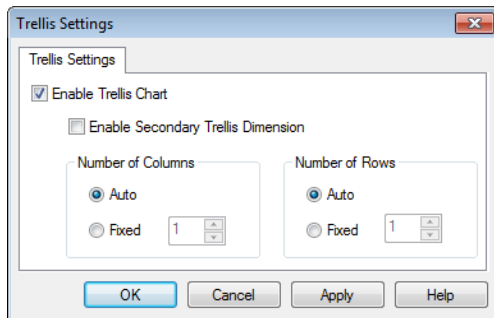 Trellis Settings
Trellis Settings
Enable Trellis Chart
Enable Secondary Trellis Dimension
Number of Columns
Auto
Fixed 1
Number of Rows
Auto
Fixed 1
OK Cancel Apply Help